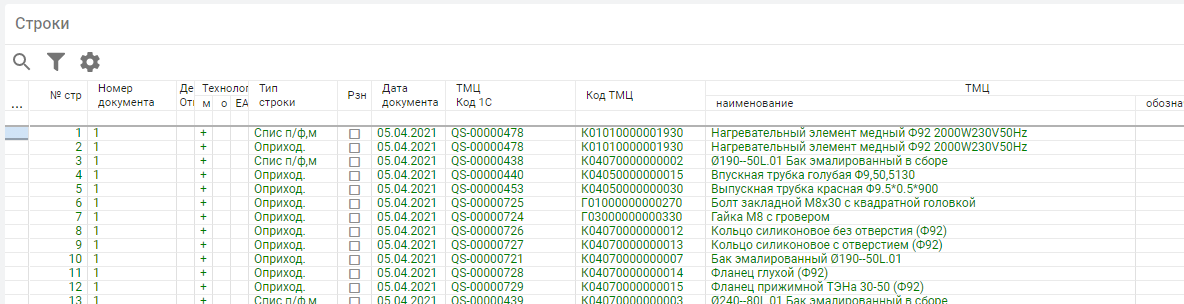 Строки
... № стр Номер документа Де Отп Технолог м о ЕА Тип строки Рзн Дата документа ТМЦ Код 1С Код ТМЦ ТМЦ наименование обознач
1 1 + Спис п/ф,м 05.04.2021 QS-00000478 К01010000001930 Нагревательный элемент медный Ф92 2000W230V50Hz
2 1 + Оприход. 05.04.2021 QS-00000478 К01010000001930 Нагревательный элемент медный Ф92 2000W230V50Hz
3 1 + Спис п/ф,м 05.04.2021 QS-00000438 К04070000000002 Ø190--50L.01 Бак эмалированный в сборе
4 1 + Оприход. 05.04.2021 QS-00000440 К04050000000015 Впускная трубка голубая Ф9,50,5130
5 1 + Оприход. 05.04.2021 QS-00000453 К04050000000030 Выпускная трубка красная Ф9.5*0.5*900
6 1 + Оприход. 05.04.2021 QS-00000725 Г01000000000270 Болт закладной М8х30 с квадратной головкой
7 1 + Оприход. 05.04.2021 QS-00000724 Г03000000000330 Гайка М8 с гровером
8 1 + Оприход. 05.04.2021 QS-00000726 К04070000000012 Кольцо силиконовое без отверстия (Ф92)
9 1 + Оприход. 05.04.2021 QS-00000727 К04070000000013 Кольцо силиконовое с отверстием (Ф92)
10 1 + Оприход. 05.04.2021 QS-00000721 К04070000000007 Бак эмалированный Ø190--50L.01
11 1 + Оприход. 05.04.2021 QS-00000728 К04070000000014 Фланец глухой (Ф92)
12 1 + Оприход. 05.04.2021 QS-00000729 К04070000000015 Фланец прижимной ТЭНа 30-50 (Ф92)
13 1 + Спис п/ф,м 05.04.2021 QS-00000439 К04070000000003 Ø240--80L.01 Бак эмалированный в сборе